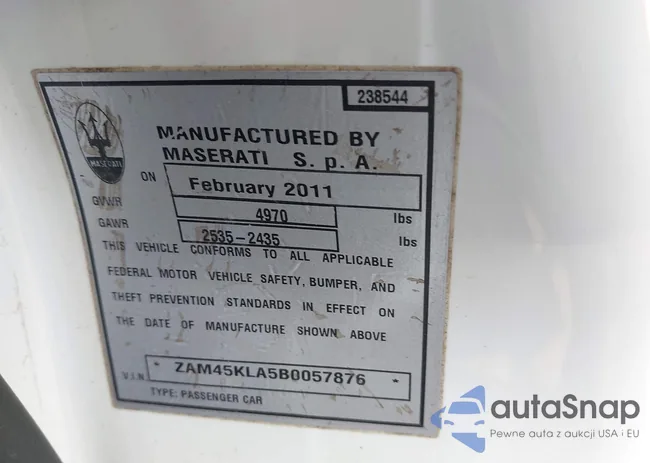 238544
MASERATI
MANUFACTURED BY
MASERATI S. p. A.
ON February 2011
GVWR 4970 lbs
GAWR 2535-2435 lbs
THIS VEHICLE CONFORMS TO ALL APPLICABLE
FEDERAL MOTOR VEHICLE SAFETY, BUMPER, AND
THEFT PREVENTION STANDARDS IN EFFECT ON
THE DATE OF MANUFACTURE SHOWN ABOVE
V.I.N * ZAM45KLA5B0057876 *
TYPE: PASSENGER CAR
autaSnap
Pewne auta z aukcji USA i EU